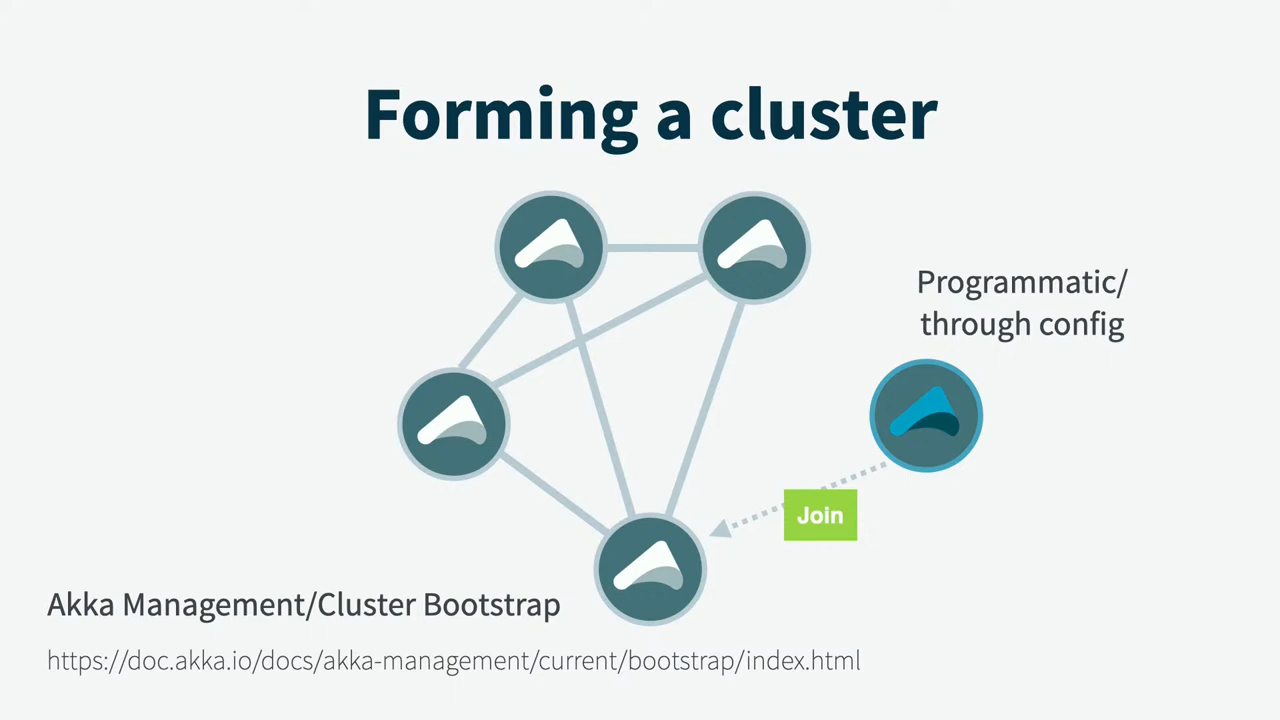 Forming a cluster
Programmatic/
through config
Join
Akka Management/Cluster Bootstrap
https://doc.akka.io/docs/akka-management/current/bootstrap/index.html